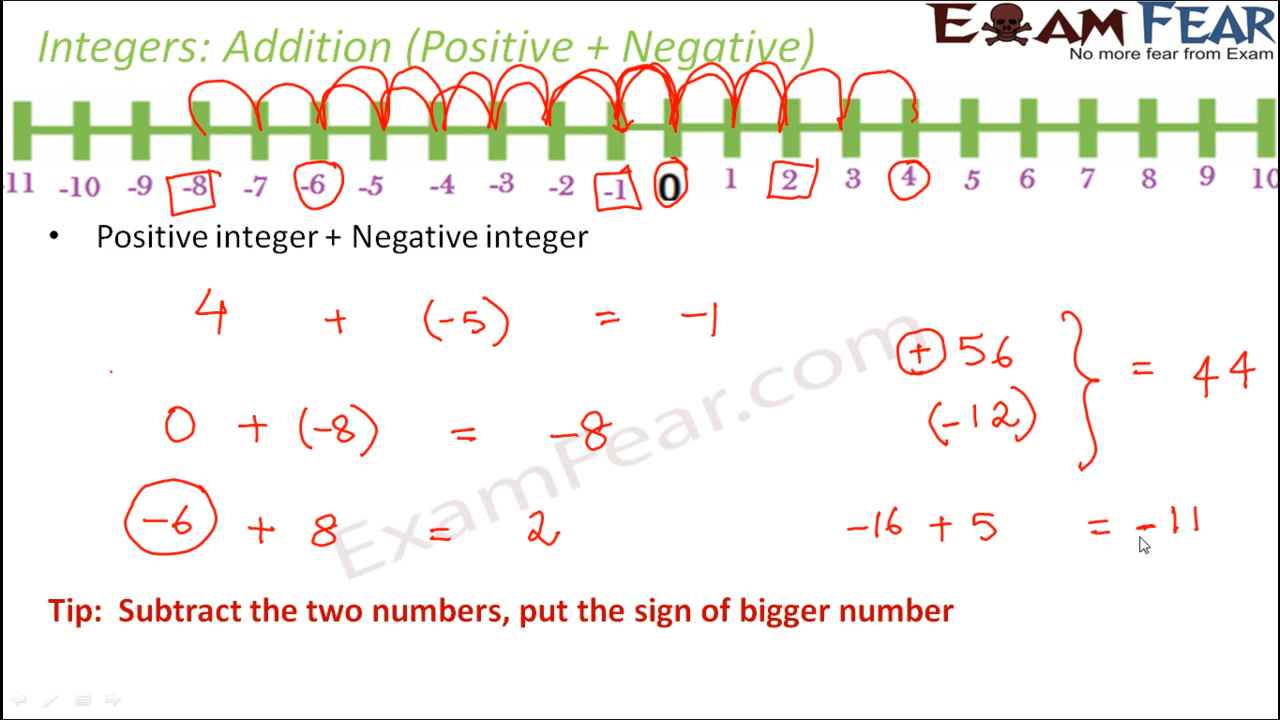 Integers: Addition (Positive + Negative)
EXAM FEAR
No more fear from Exam
-11 -10 -9 -8 -7 -6 -5 -4 -3 -2 -1 0 1 2 3 4 5 6 7 8 9 10
• Positive integer + Negative integer
4 + (-5) = -1
+ 56
(-12) } = 44
0 + (-8) = -8
-6 + 8 = 2
-16 + 5 = -11
ExamFear.com
Tip: Subtract the two numbers, put the sign of bigger number